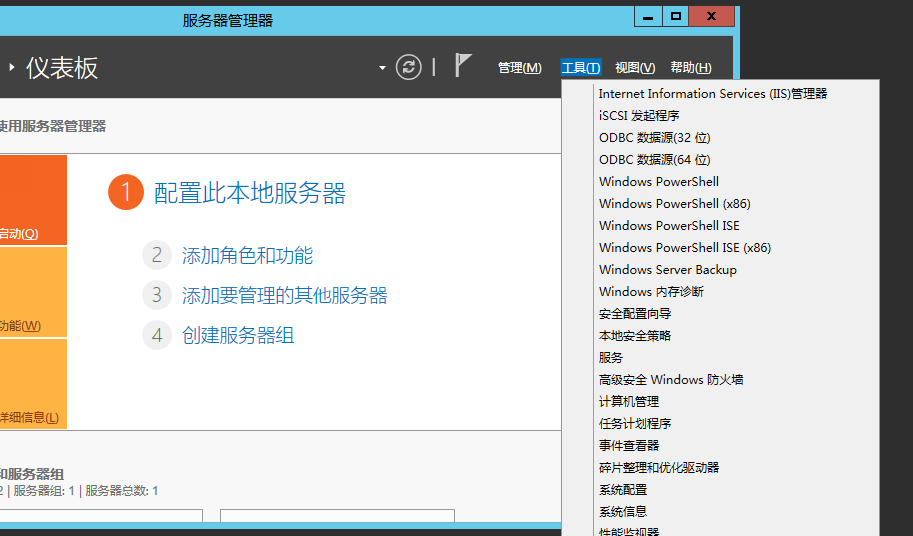 服务器管理器
仪表板
管理(M)
工具(T)
视图(V)
帮助(H)
使用服务器管理器
启动(Q)
功能(W)
详细信息(L)
1 配置此本地服务器
2 添加角色和功能
3 添加要管理的其他服务器
4 创建服务器组
和服务器组
2 | 服务器组: 1 | 服务器总数: 1
Internet Information Services (IIS)管理器
iSCSI 发起程序
ODBC 数据源(32 位)
ODBC 数据源(64 位)
Windows PowerShell
Windows PowerShell (x86)
Windows PowerShell ISE
Windows PowerShell ISE (x86)
Windows Server Backup
Windows 内存诊断
安全配置向导
本地安全策略
服务
高级安全 Windows 防火墙
计算机管理
任务计划程序
事件查看器
碎片整理和优化驱动器
系统配置
系统信息
性能监视器